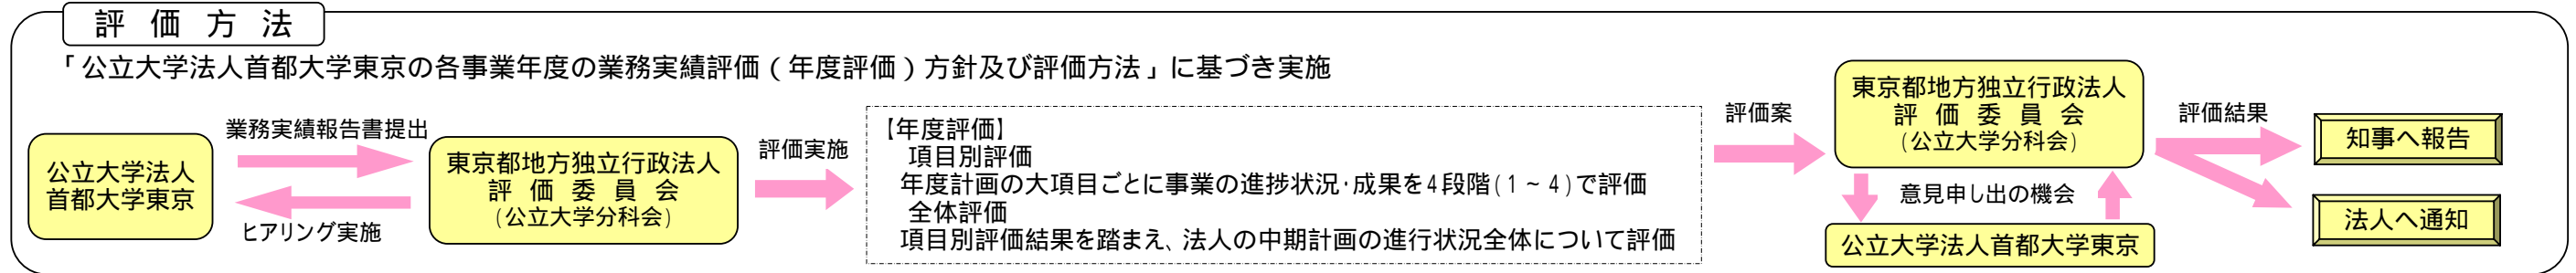 評価方法
「公立大学法人首都大学東京の各事業年度の業務実績評価(年度評価)方針及び評価方法」に基づき実施
公立大学法人
首都大学東京
業務実績報告書提出
ヒアリング実施
東京都地方独立行政法人
評価委員会
(公立大学分科会)
評価実施
【年度評価】
項目別評価
年度計画の大項目ごとに事業の進捗状況・成果を4段階(1~4)で評価
全体評価
項目別評価結果を踏まえ、法人の中期計画の進行状況全体について評価
評価案
東京都地方独立行政法人
評価委員会
(公立大学分科会)
意見申し出の機会
公立大学法人首都大学東京
評価結果
知事へ報告
法人へ通知